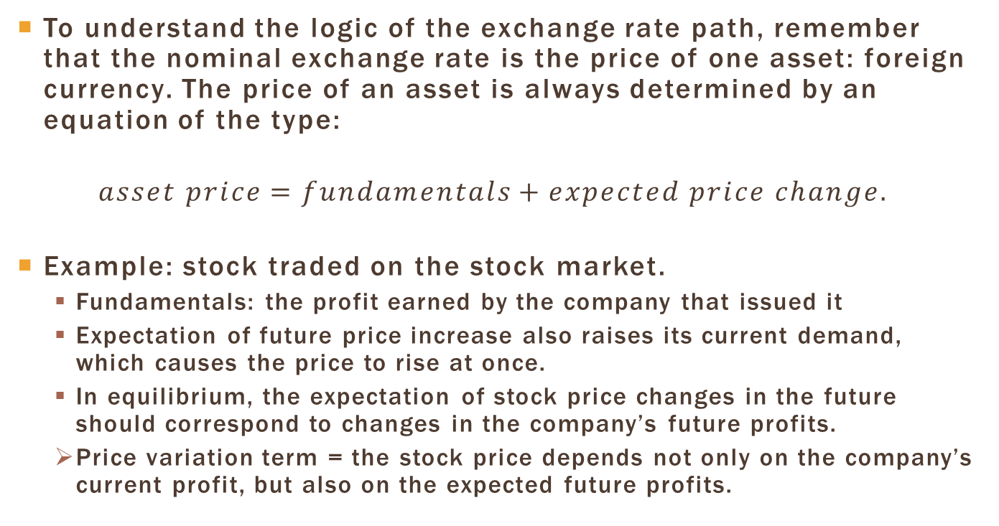 To understand the logic of the exchange rate path, remember
that the nominal exchange rate is the price of one asset: foreign
currency. The price of an asset is always determined by an
equation of the type:
asset price = fundamentals + expected price change.
Example: stock traded on the stock market.
Fundamentals: the profit earned by the company that issued it
Expectation of future price increase also raises its current demand,
which causes the price to rise at once.
In equilibrium, the expectation of stock price changes in the future
should correspond to changes in the company’s future profits.
Price variation term = the stock price depends not only on the company’s
current profit, but also on the expected future profits.